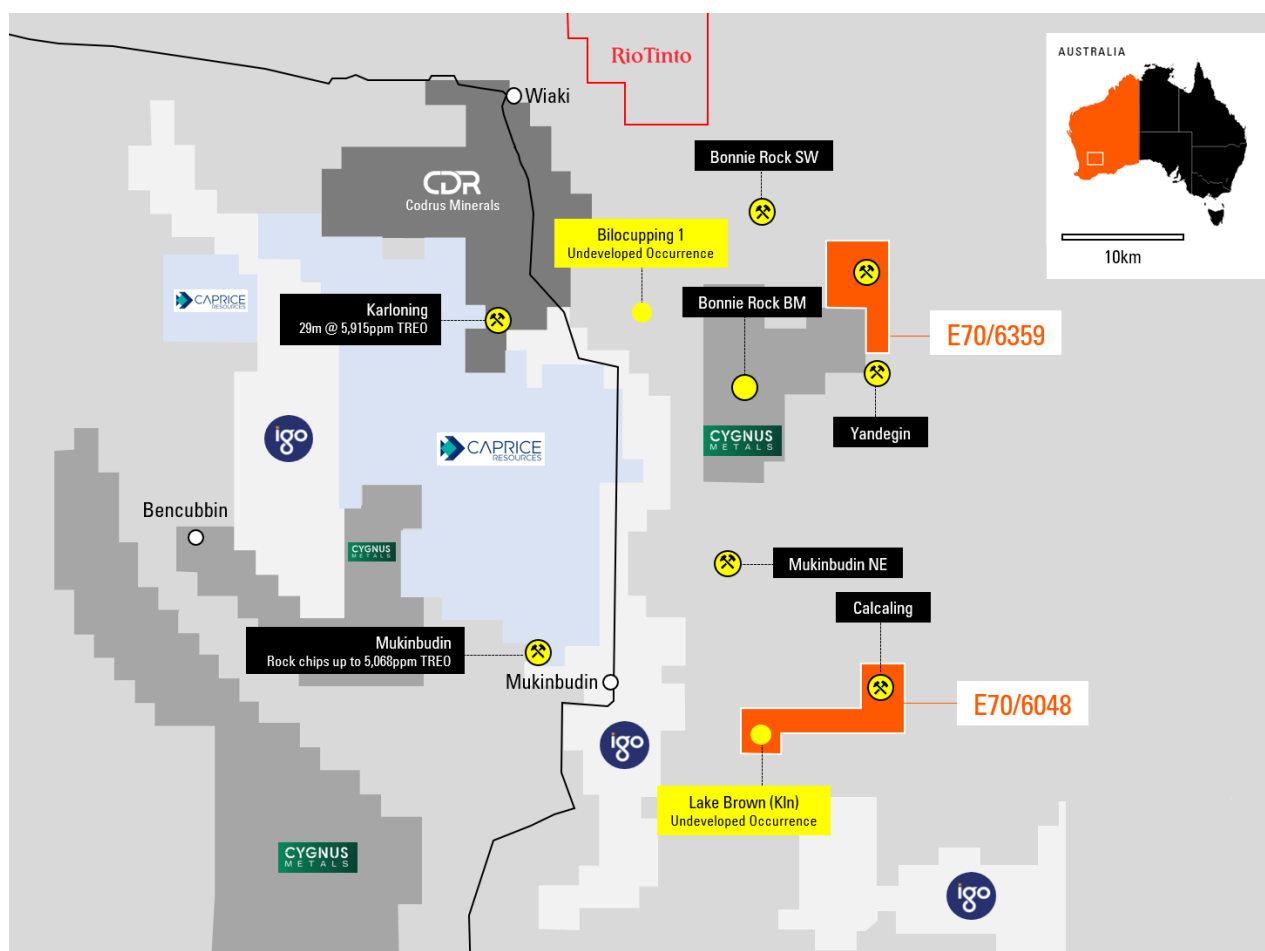 RioTinto
AUSTRALIA
10km
Wiaki
CDR
Codrus Minerals
Bonnie Rock SW
Bilocupping 1
Undeveloped Occurrence
CAPRICE
RESOURCES
Karloning
29m @ 5,915ppm TREO
Bonnie Rock BM
E70/6359
igo
CAPRICE
RESOURCES
CYGNUS
METALS
Yandegin
Bencubbin
CYGNUS
METALS
Mukinbudin NE
Calcaling
Mukinbudin
Rock chips up to 5,068ppm TREO
Mukinbudin
E70/6048
igo
Lake Brown (Kln)
Undeveloped Occurrence
CYGNUS
METALS
igo